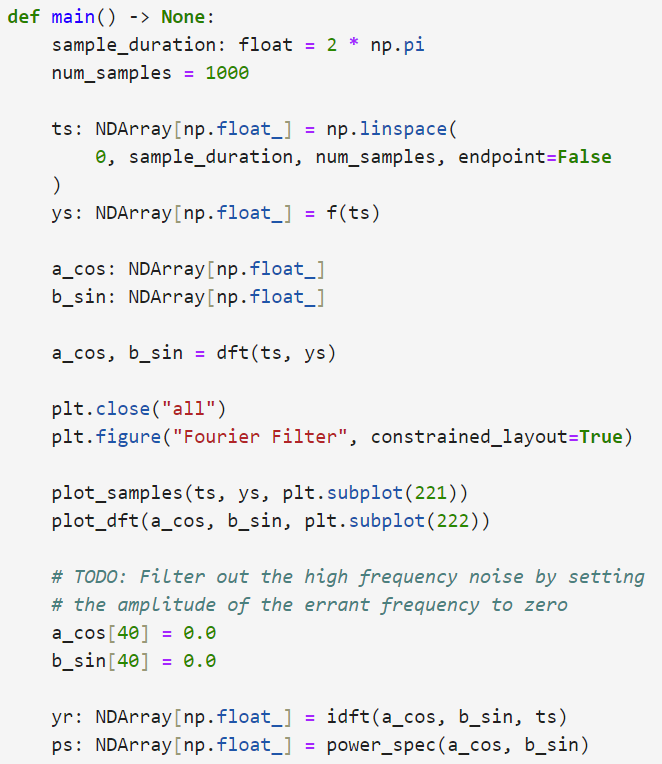 def main() -> None:
    sample_duration: float = 2 * np.pi
    num_samples = 1000
    ts: NDArray[np.float_] = np.linspace(
        0, sample_duration, num_samples, endpoint=False
    )
    ys: NDArray[np.float_] = f(ts)
    a_cos: NDArray[np.float_]
    b_sin: NDArray[np.float_]
    a_cos, b_sin = dft(ts, ys)
    plt.close("all")
    plt.figure("Fourier Filter", constrained_layout=True)
    plot_samples(ts, ys, plt.subplot(221))
    plot_dft(a_cos, b_sin, plt.subplot(222))
    # TODO: Filter out the high frequency noise by setting
    # the amplitude of the errant frequency to zero
    a_cos[40] = 0.0
    b_sin[40] = 0.0
    yr: NDArray[np.float_] = idft(a_cos, b_sin, ts)
    ps: NDArray[np.float_] = power_spec(a_cos, b_sin)